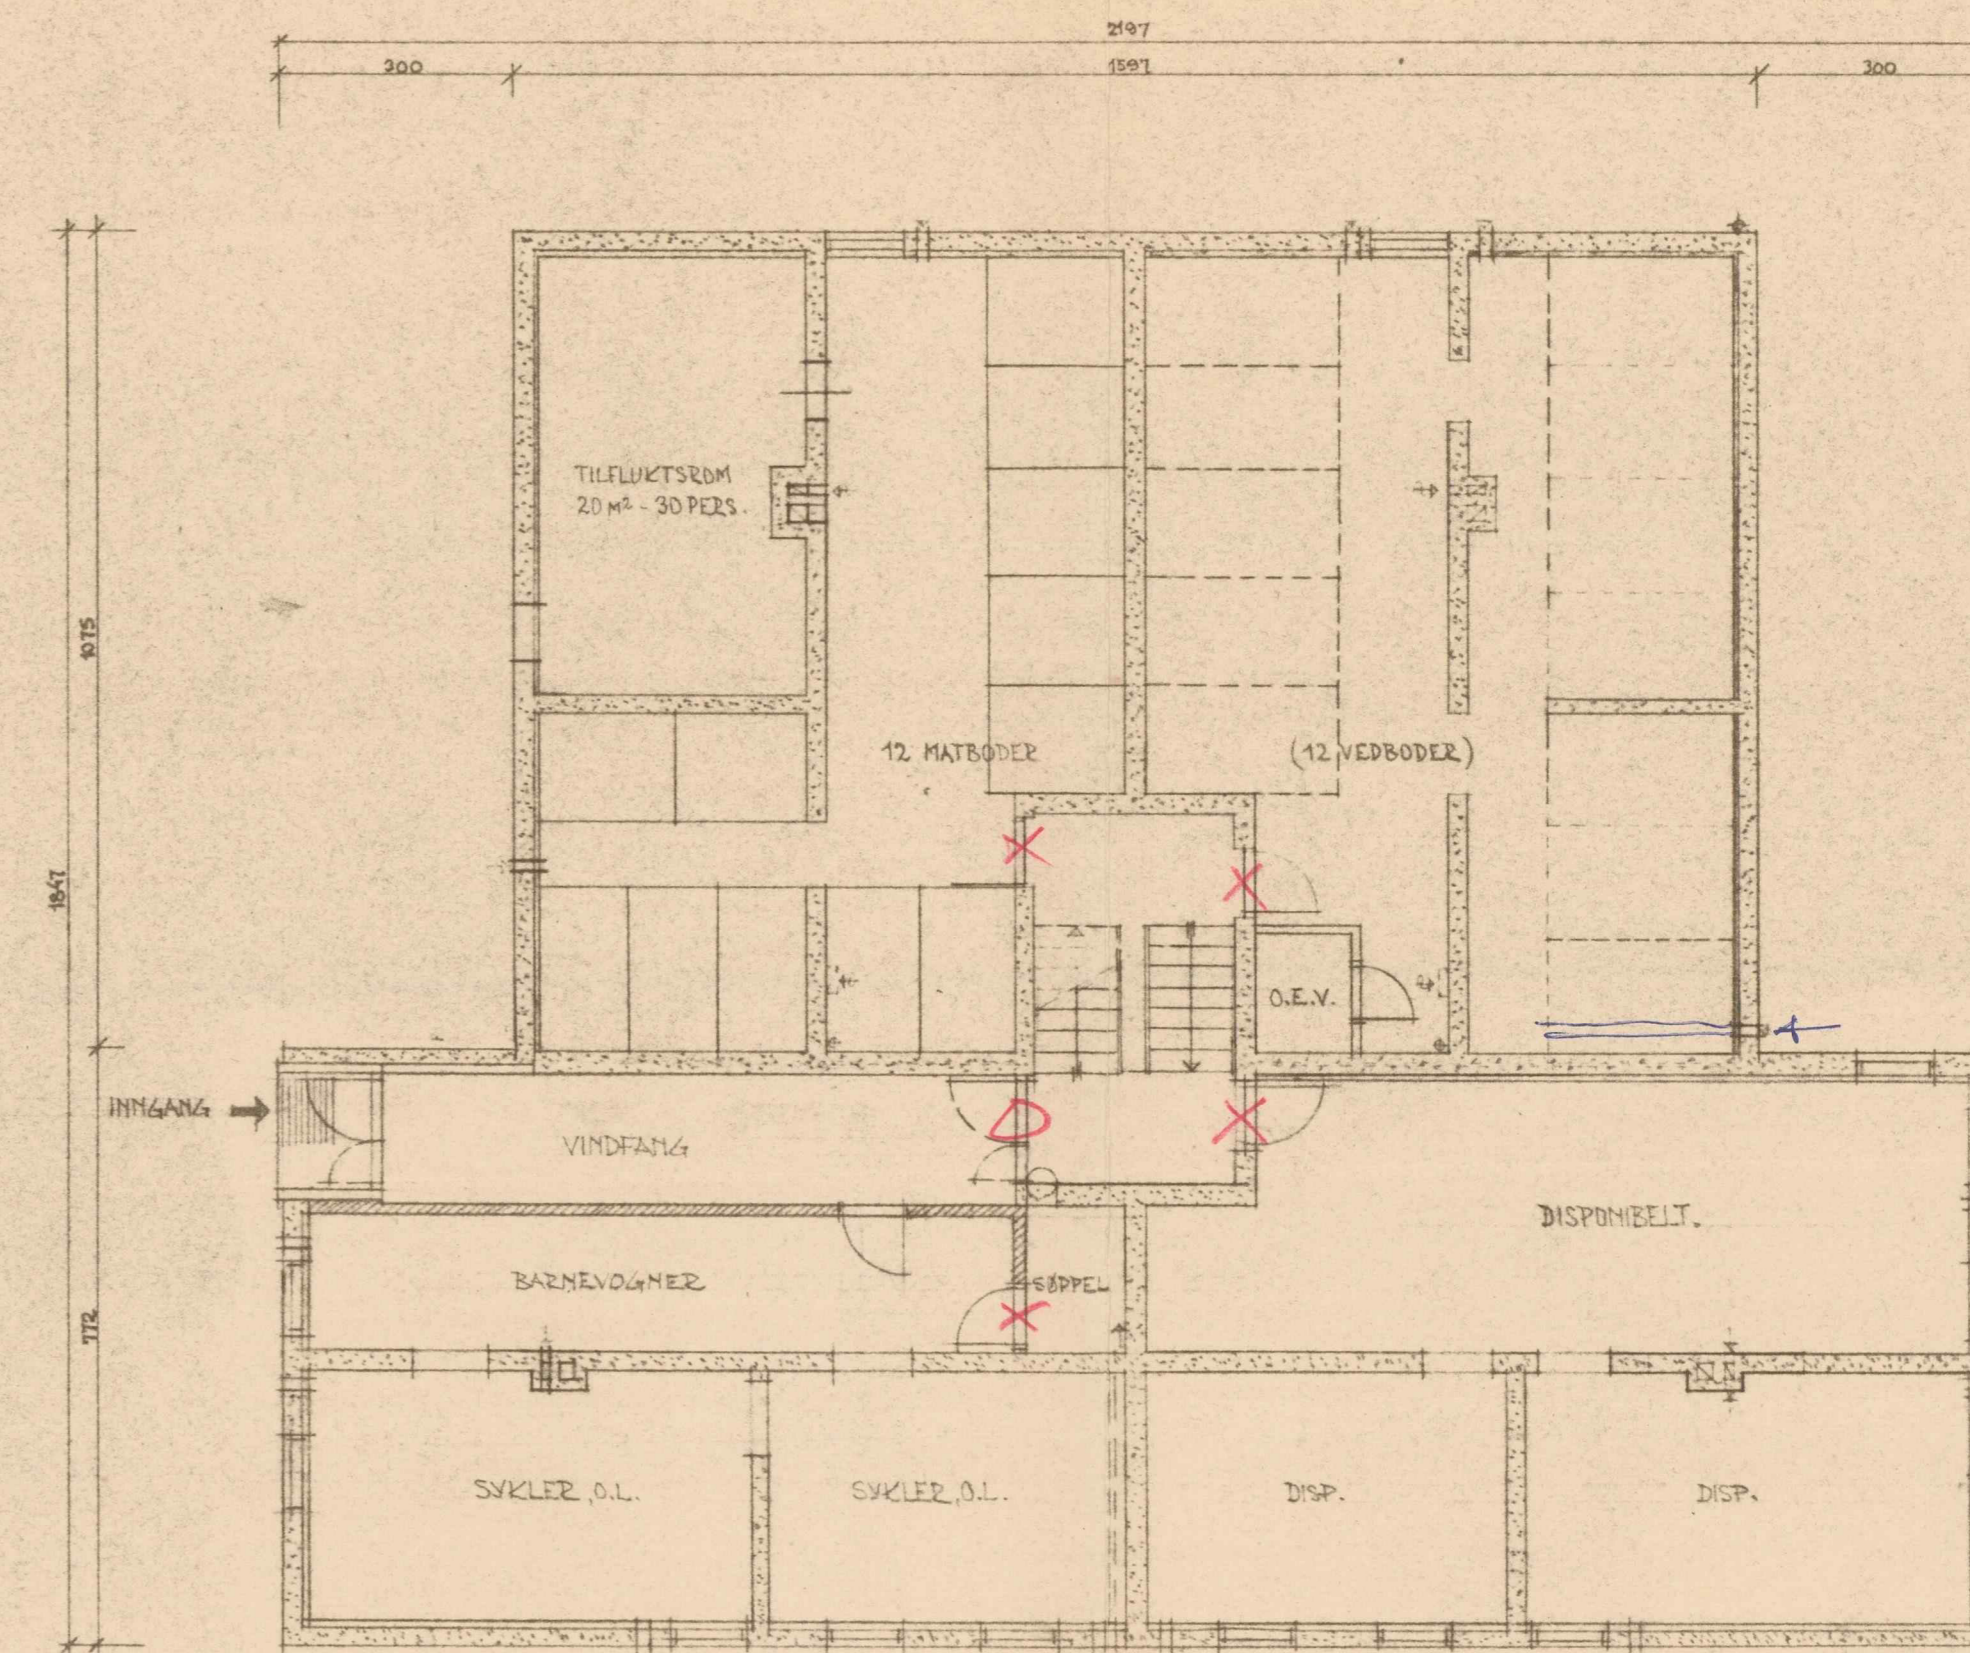 2197
300
1597
300
TILFLUKTSROM
20 M² - 30 PERS.
1075
12 MATBODER
(12 VEDBODER)
1847
O.E.V.
INNGANG
VINDFANG
DISPONIBELT.
BARNEVOGNER
SØPPEL
772
SYKLER, O.L.
SYKLER, O.L.
DISP.
DISP.